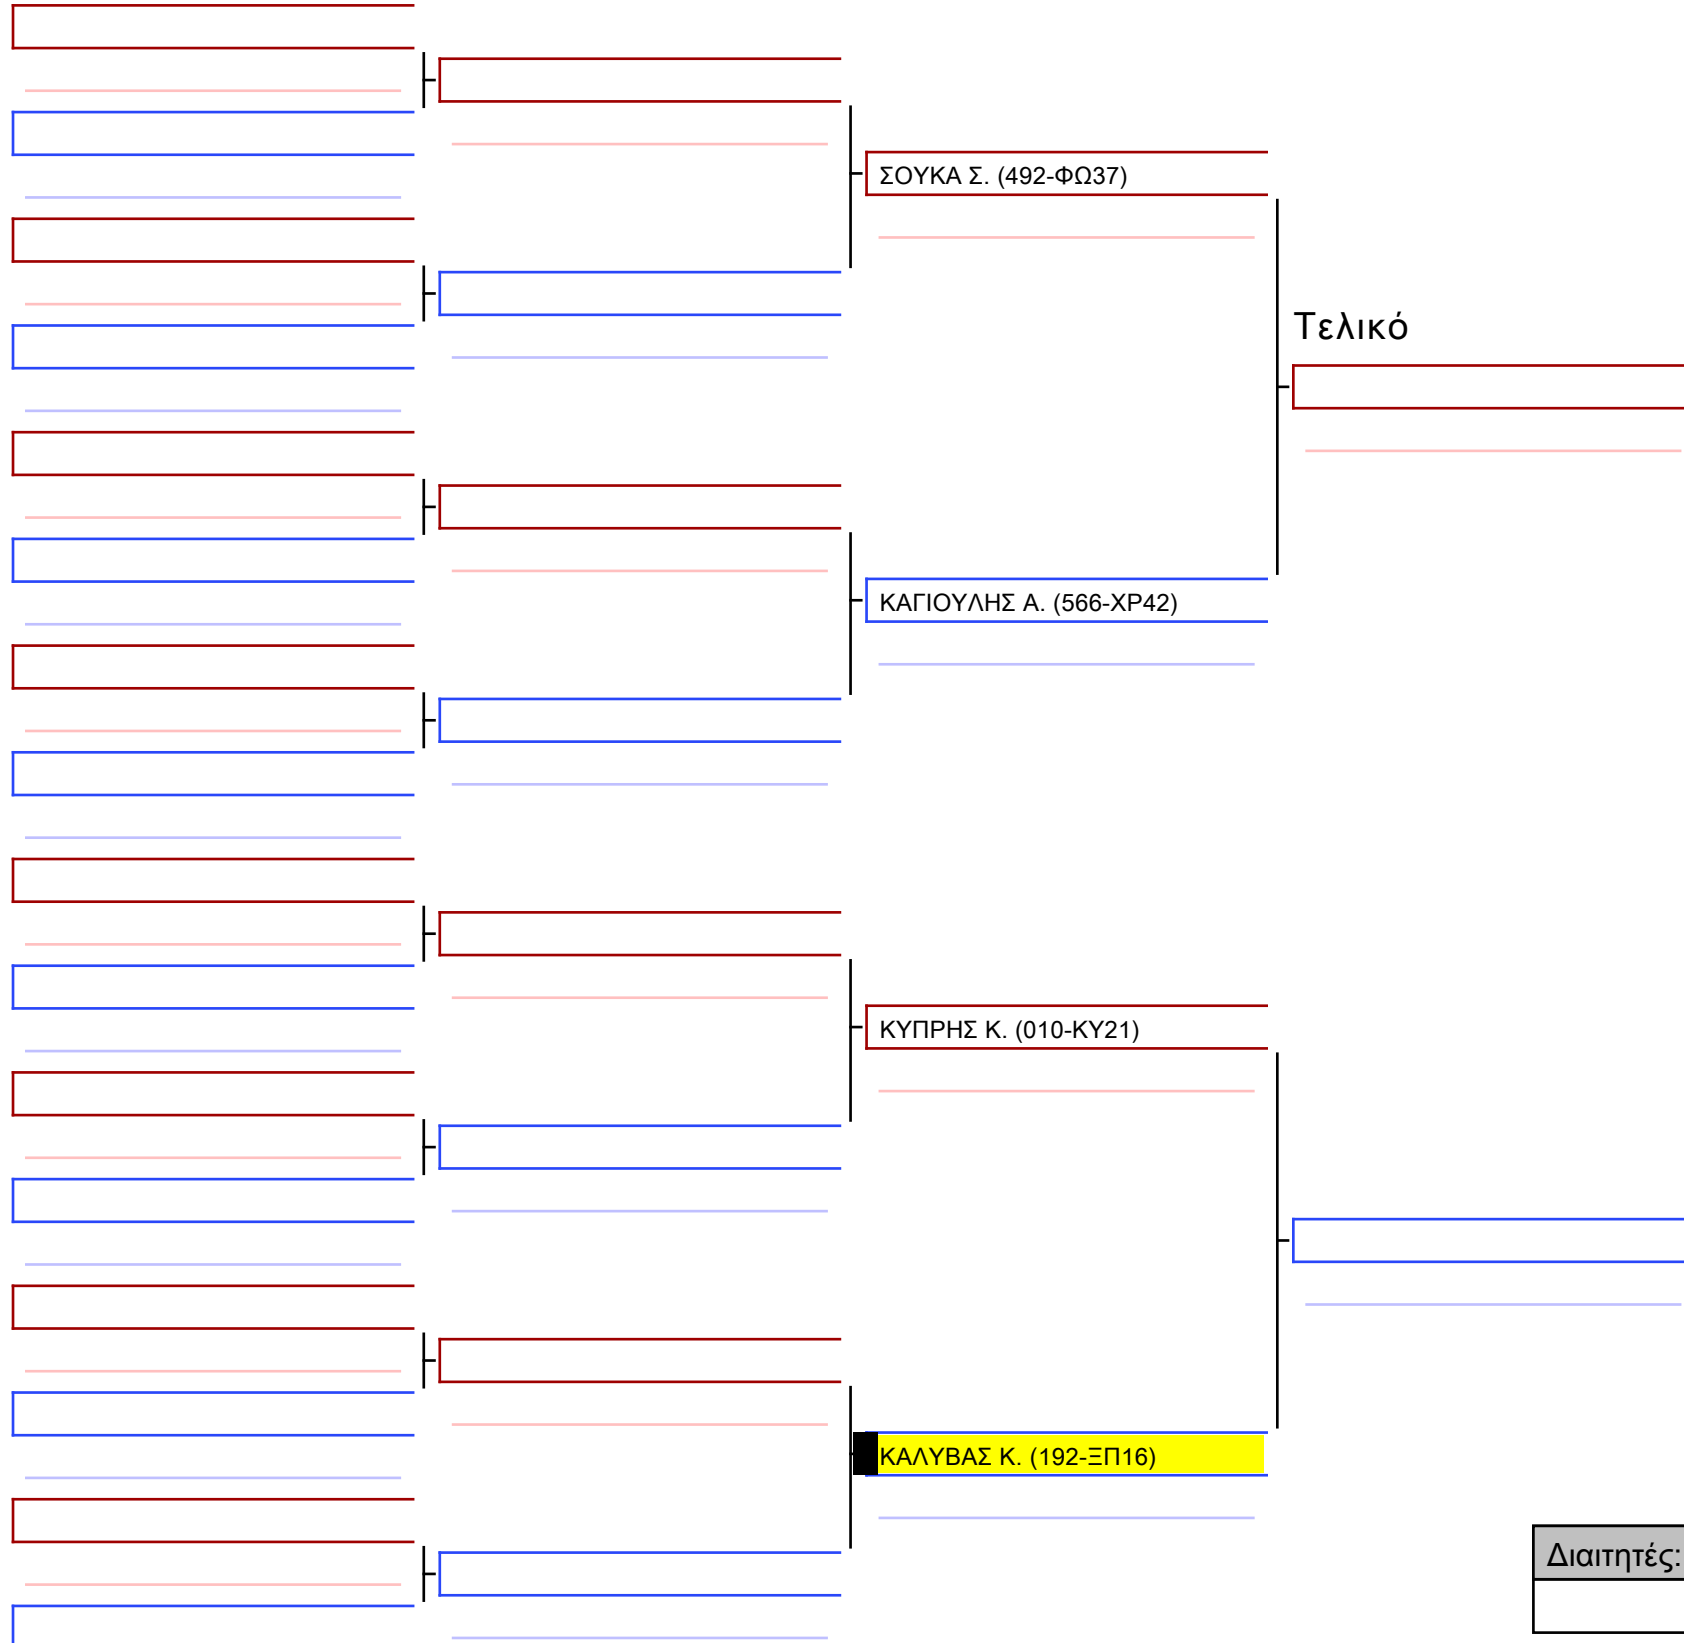 ΣΟΥΚΑ Σ. (492-ΦΩ37)
Τελικό
ΚΑΓΙΟΥΛΗΣ Α. (566-ΧΡ42)
ΚΥΠΡΗΣ Κ. (010-ΚΥ21)
ΚΑΛΥΒΑΣ Κ. (192-ΞΠ16)
Διαιτητές: